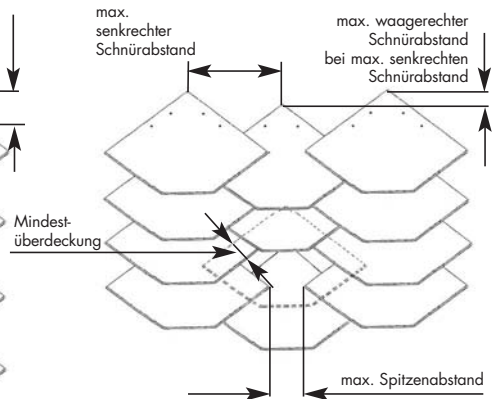 max.
senkrechter
Schnürabstand
max. waagerechter
Schnürabstand
bei max. senkrechten
Schnürabstand
Mindest-
überdeckung
max. Spitzenabstand